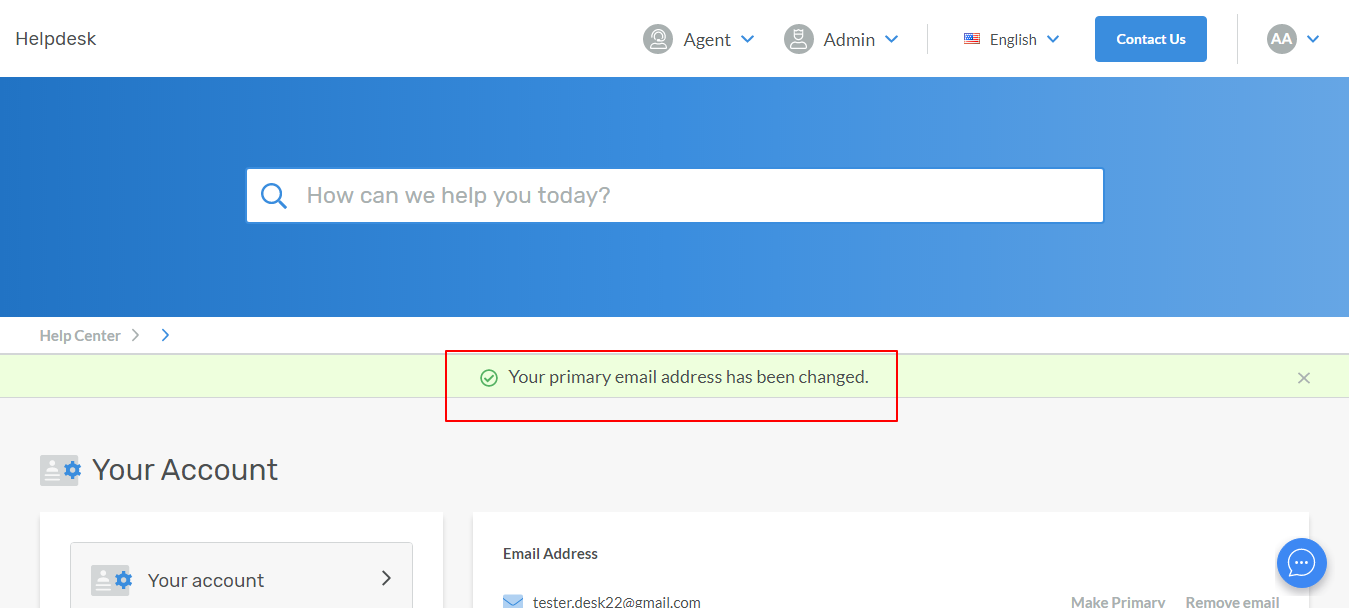 Helpdesk
Agent
Admin
English
Contact Us
AA
How can we help you today?
Help Center
Your primary email address has been changed.
Your Account
Your account
Email Address
tester.desk22@gmail.com
Make Primary
Remove email